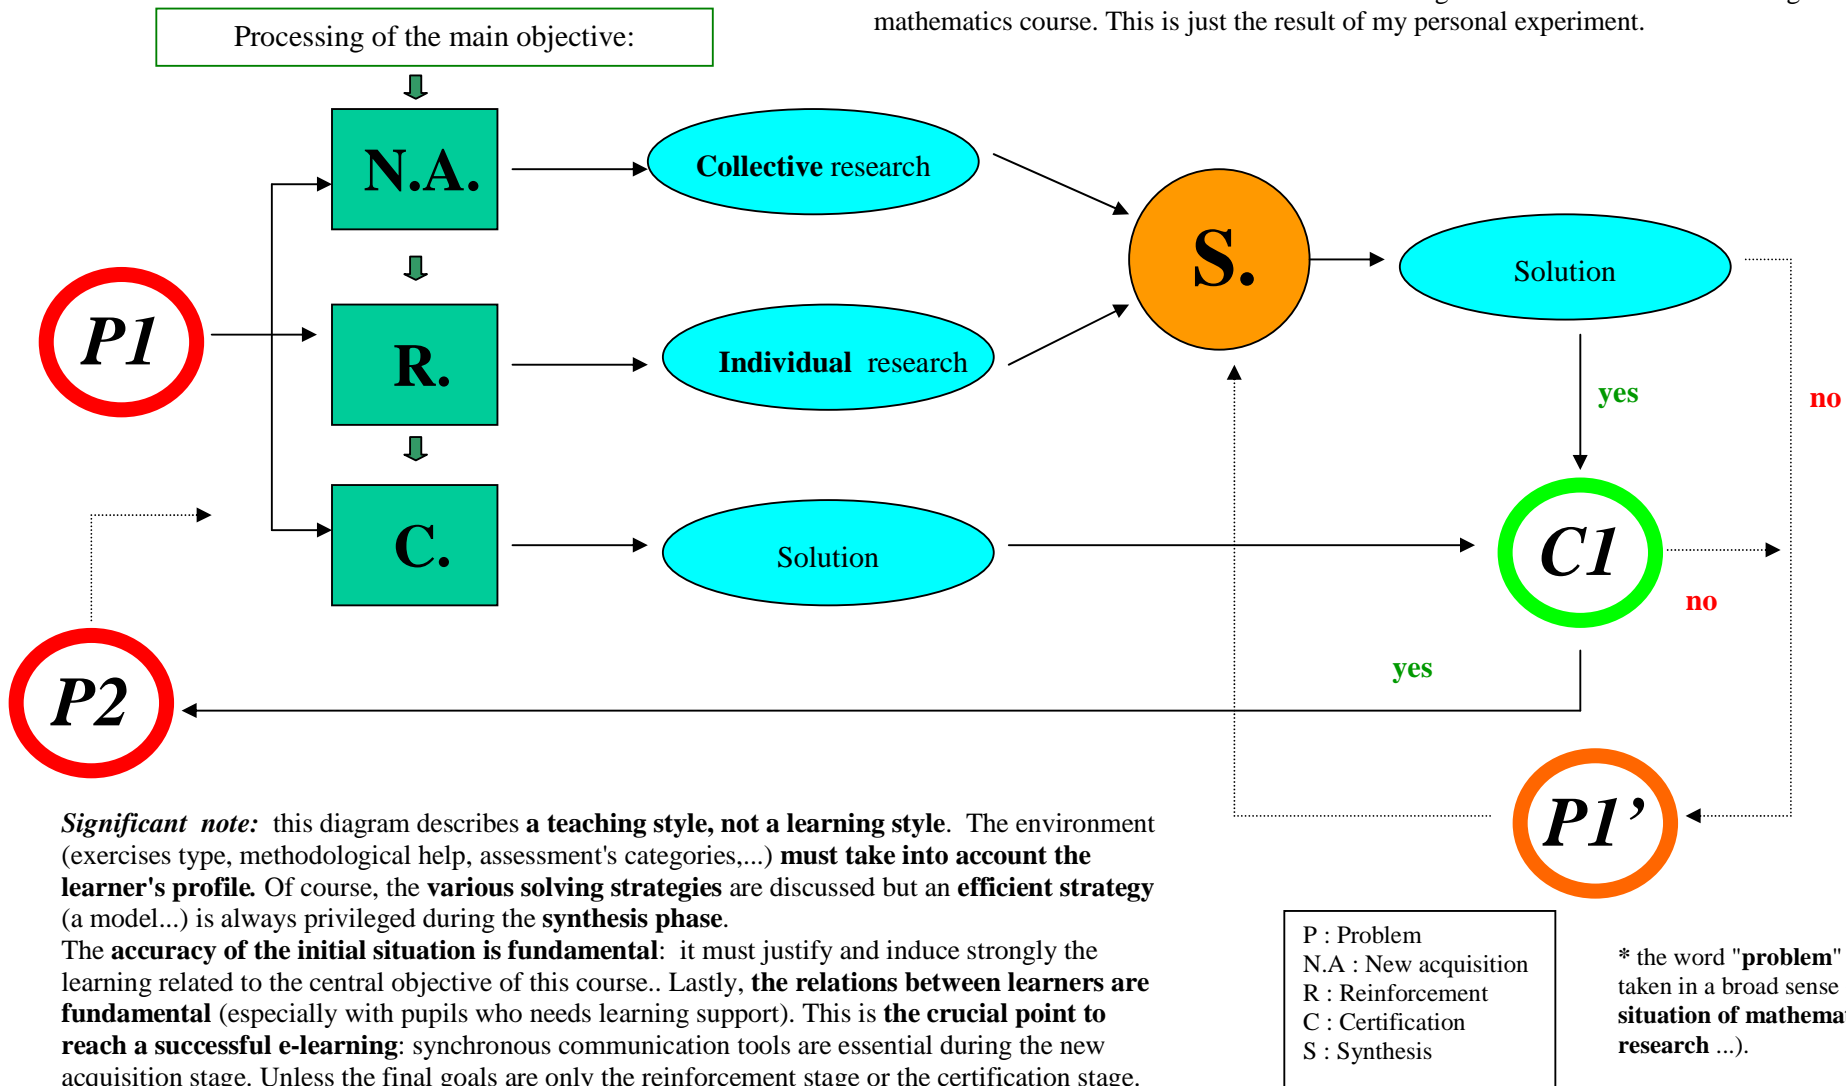 mathematics course. This is just the result of my personal experiment.
Processing of the main objective:
N.A.
Collective research
S.
Solution
P1
R.
Individual research
yes
no
C.
Solution
C1
no
yes
P2
P1’
Significant note: this diagram describes a teaching style, not a learning style. The environment
(exercises type, methodological help, assessment's categories,...) must take into account the
learner's profile. Of course, the various solving strategies are discussed but an efficient strategy
(a model...) is always privileged during the synthesis phase.
The accuracy of the initial situation is fundamental: it must justify and induce strongly the
learning related to the central objective of this course.. Lastly, the relations between learners are
fundamental (especially with pupils who needs learning support). This is the crucial point to
reach a successful e-learning: synchronous communication tools are essential during the new
acquisition stage. Unless the final goals are only the reinforcement stage or the certification stage.
P : Problem
N.A : New acquisition
R : Reinforcement
C : Certification
S : Synthesis
* the word "problem"
taken in a broad sense
situation of mathemat
research ...).